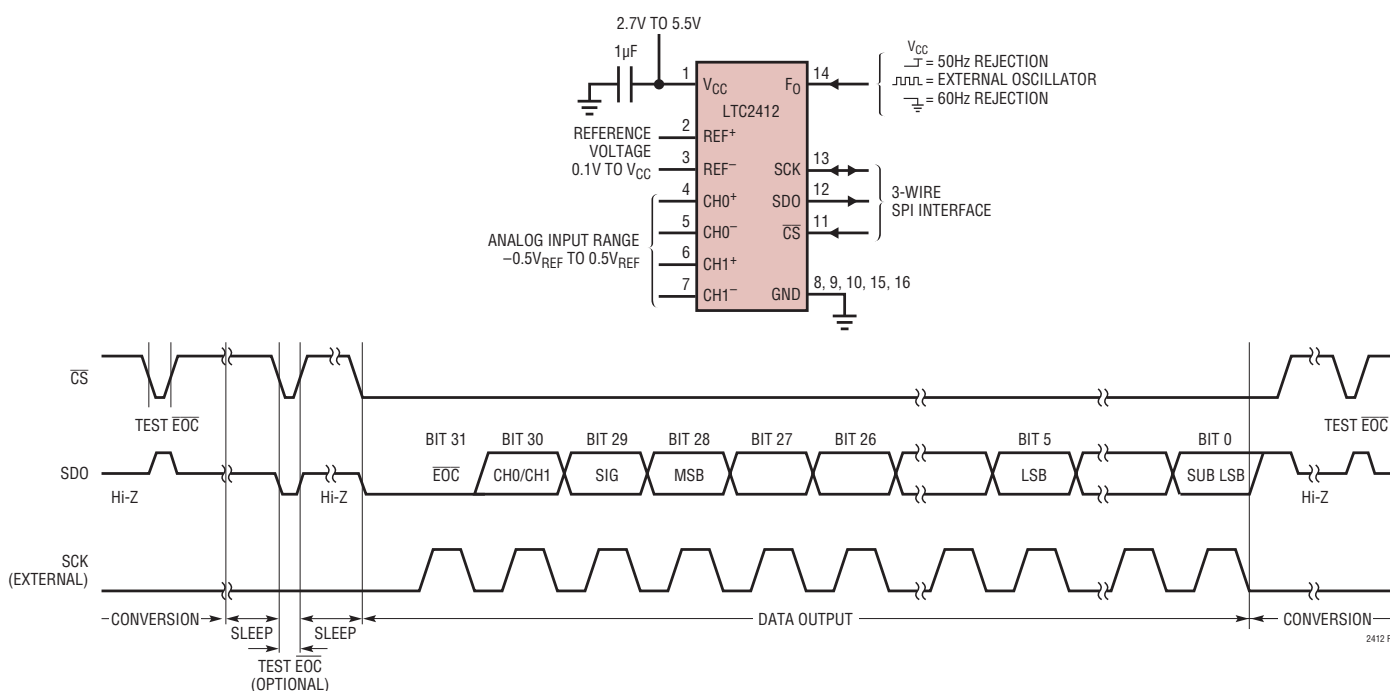 2.7V TO 5.5V
1µF
1
VCC
LTC2412
FO
14
VCC
= 50Hz REJECTION
= EXTERNAL OSCILLATOR
= 60Hz REJECTION
REFERENCE
VOLTAGE
0.1V TO VCC
2
REF+
3
REF–
SCK
13
SDO
12
CS
11
3-WIRE
SPI INTERFACE
ANALOG INPUT RANGE
–0.5VREF TO 0.5VREF
4
CH0+
5
CH0–
6
CH1+
7
CH1–
GND
8, 9, 10, 15, 16
CS
TEST EOC
TEST EOC
BIT 31
BIT 30
BIT 29
BIT 28
BIT 27
BIT 26
BIT 5
BIT 0
SDO
EOC
CH0/CH1
SIG
MSB
LSB
SUB LSB
Hi-Z
Hi-Z
Hi-Z
SCK
(EXTERNAL)
CONVERSION
SLEEP
SLEEP
DATA OUTPUT
CONVERSION
TEST EOC
(OPTIONAL)
2412 F